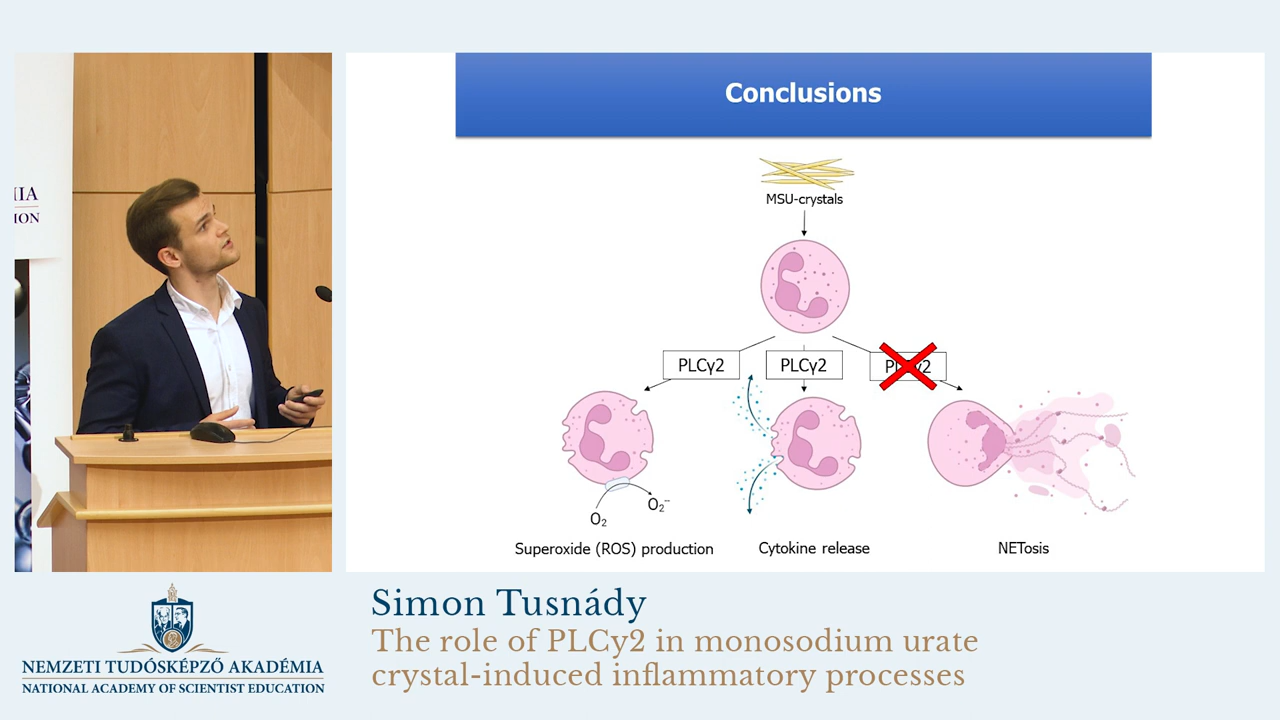 IA
ION
Conclusions
MSU-crystals
PLCγ2
PLCγ2
PLCγ2
O₂
O₂·⁻
Superoxide (ROS) production
Cytokine release
NETosis
NEMZETI TUDÓSKÉPZŐ AKADÉMIA
NATIONAL ACADEMY OF SCIENTIST EDUCATION
Simon Tusnády
The role of PLCy2 in monosodium urate
crystal-induced inflammatory processes